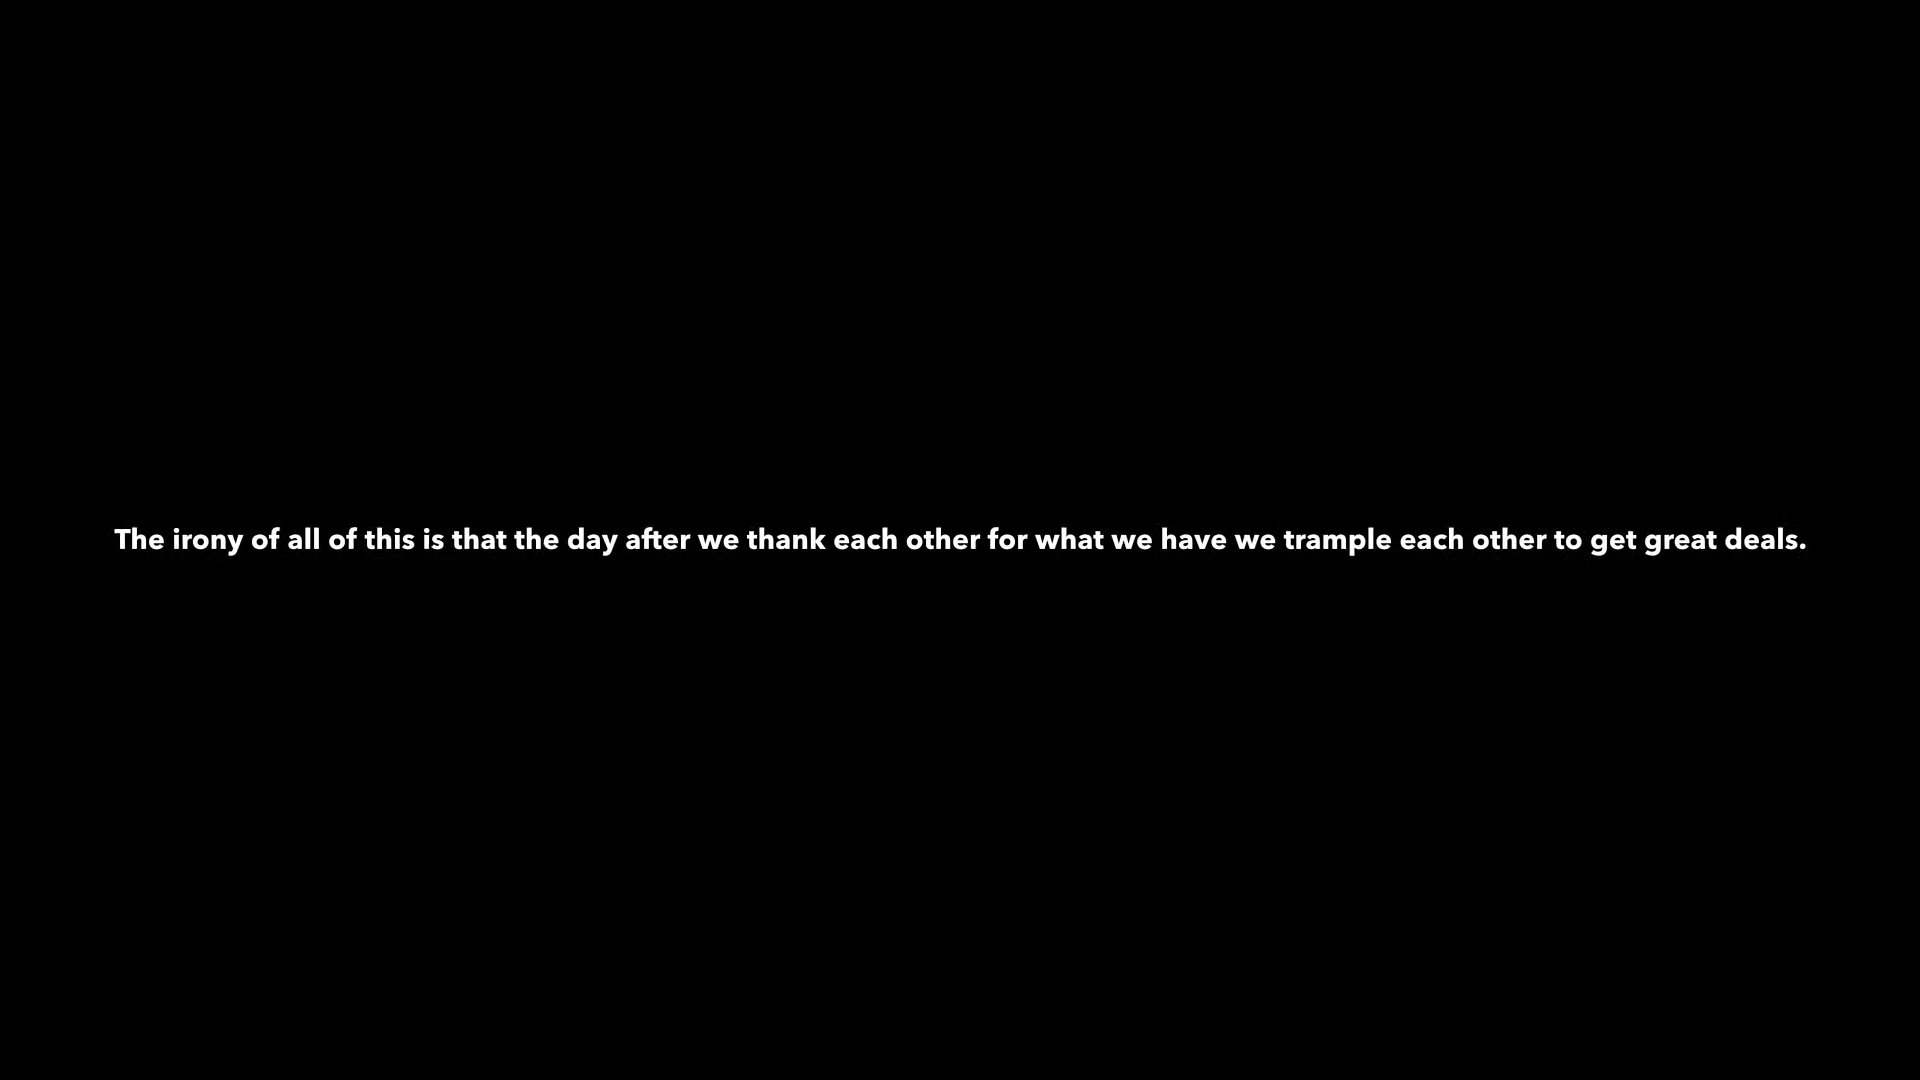 The irony of all of this is that the day after we thank each other for what we have we trample each other to get great deals.